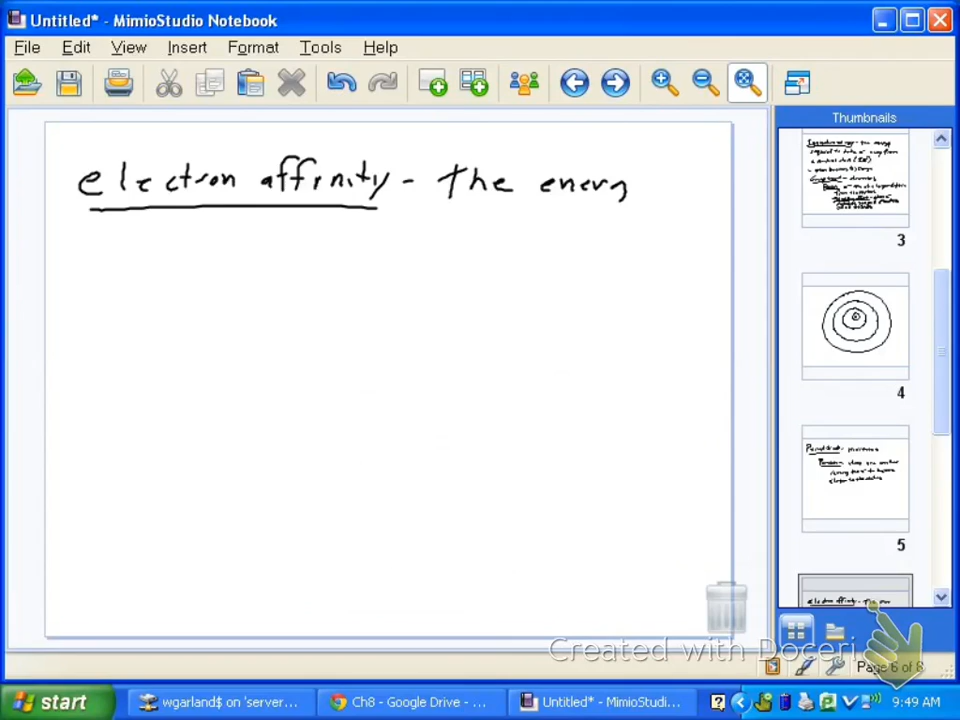 Untitled* - MimioStudio Notebook
File Edit View Insert Format Tools Help
electron affinity - the energ
Thumbnails
3
4
5
Created with Doceri
Page 6 of 8
start
wgarland$ on 'server...
Ch8 - Google Drive - ...
Untitled* - MimioStudi...
9:49 AM